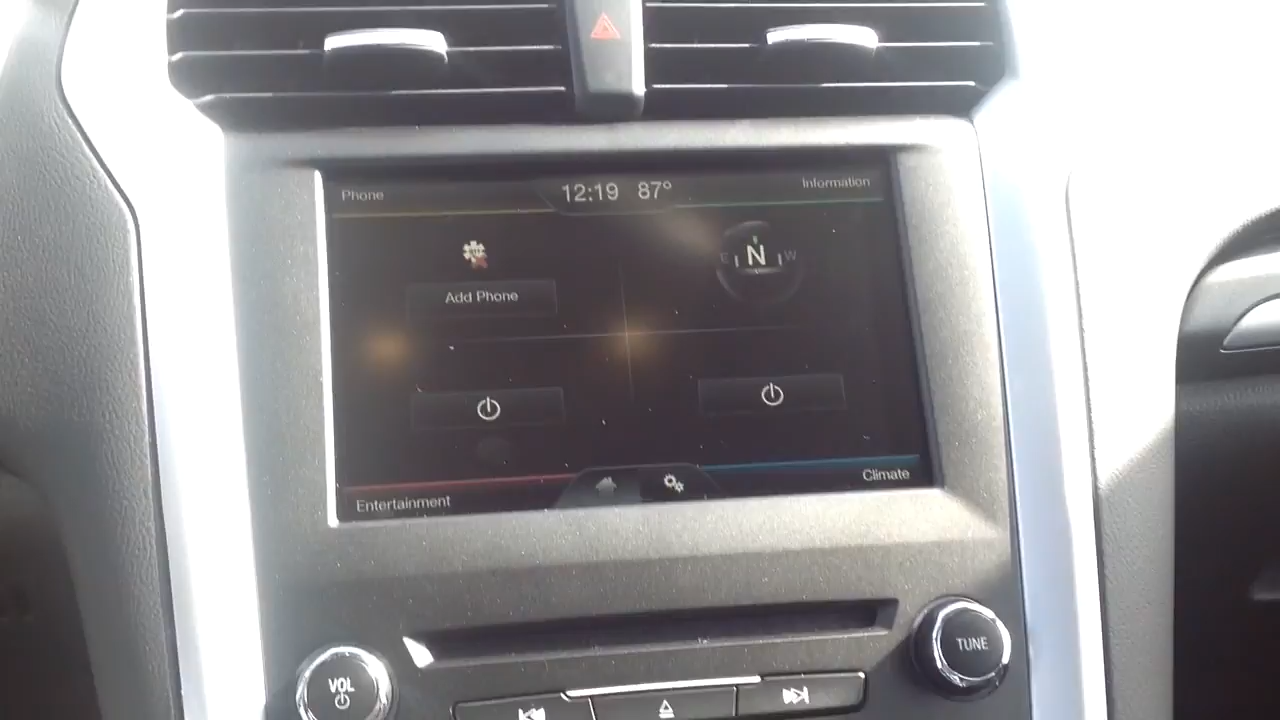 Phone
12:19 87°
Information
E N W
Add Phone
Entertainment
Climate
VOL
TUNE